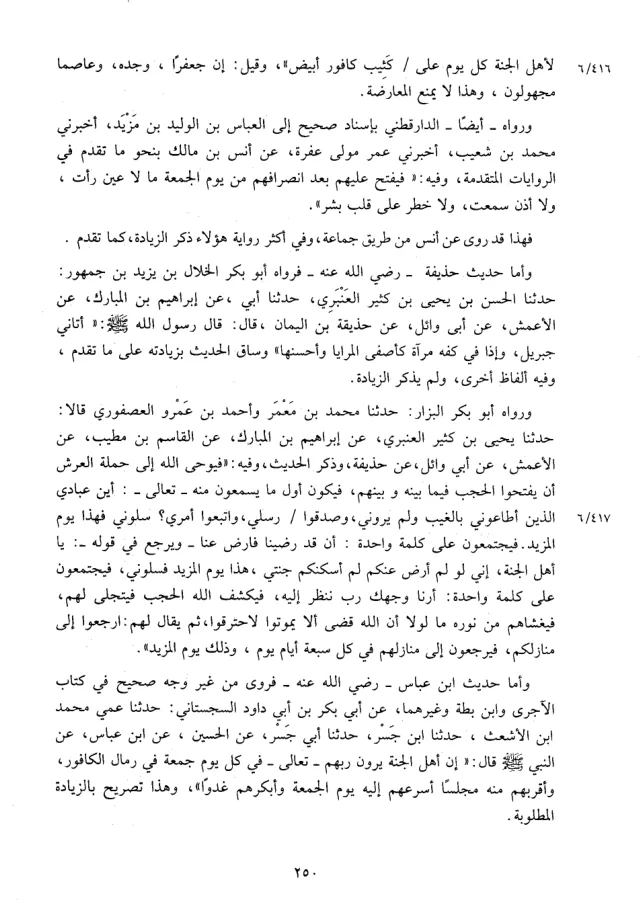 ٦/٤١٦ لأهل الجنة كل يوم على / كَثِيب كافور أبيض»، وقيل: إن جعفرًا ، وجده، وعاصما
مجهولون ، وهذا لا يمنع المعارضة.
ورواه ـ أيضًا ـ الدارقطني بإسناد صحيح إلى العباس بن الوليد بن مَزْيَد، أخبرني
محمد بن شعيب، أخبرني عمر مولى عفرة، عن أنس بن مالك بنحو ما تقدم في
الروايات المتقدمة، وفيه:« فيفتح عليهم بعد انصرافهم من يوم الجمعة ما لا عين رأت ،
ولا أذن سمعت، ولا خطر على قلب بشر».
فهذا قد روى عن أنس من طريق جماعة،وفي أكثر رواية هؤلاء ذكر الزيادة،كما تقدم .
وأما حديث حذيفة ـ رضي الله عنه ـ فرواه أبو بكر الخلال بن يزيد بن جمهور:
حدثنا الحسن بن يحيى بن كثير العَنْبَرِي، حدثنا أبي ،عن إبراهيم بن المبارك، عن
الأعمش، عن أبى وائل، عن حذيفة بن اليمان ،قال: قال رسول الله ﷺ:« أتاني
جبريل، وإذا في كفه مرآة كأصفى المرايا وأحسنها» وساق الحديث بزيادته على ما تقدم ،
وفيه ألفاظ أخرى، ولم يذكر الزيادة.
ورواه أبو بكر البزار: حدثنا محمد بن مَعْمَر وأحمد بن عَمْرو العصفوري قالا:
حدثنا يحيى بن كثير العنبري، عن إبراهيم بن المبارك، عن القاسم بن مطيب، عن
الأعمش، عن أبي وائل،عن حذيفة،وذكر الحديث،وفيه:«فيوحى الله إلى حملة العرش
أن يفتحوا الحجب فيما بينه و بينهم، فيكون أول ما يسمعون منه ـ تعالى ـ : أين عبادي
٦/٤١٧ الذين أطاعوني بالغيب ولم يروني،وصدقوا / رسلي،واتبعوا أمري؟ سلوني فهذا يوم
المزيد.فيجتمعون على كلمة واحدة : أن قد رضينا فارض عنا ـ ويرجع في قوله ـ: يا
أهل الجنة، إني لو لم أرض عنكم لم أسكنكم جنتي ،هذا يوم المزيد فسلوني، فيجتمعون
على كلمة واحدة: أرنا وجهك رب ننظر إليه، فيكشف الله الحجب فيتجلى لهم،
فيغشاهم من نوره ما لولا أن الله قضى ألا يموتوا لاحترقوا،ثم يقال لهم:ارجعوا إلى
منازلكم، فيرجعون إلى منازلهم في كل سبعة أيام يوم ، وذلك يوم المزيد».
وأما حديث ابن عباس ـ رضي الله عنه ـ فروى من غير وجه صحيح في كتاب
الآجرى وابن بطة وغيرهما، عن أبي بكر بن أبي داود السجستاني: حدثنا عمي محمد
ابن الأشعث ، حدثنا ابن جَسْر، حدثنا أبي جَسْر، عن الحسين ، عن ابن عباس، عن
النبي ﷺ قال:« إن أهل الجنة يرون ربهم ـ تعالى ـ في كل يوم جمعة في رمال الكافور،
وأقربهم منه مجلسًا أسرعهم إليه يوم الجمعة وأبكرهم غدوًا»، وهذا تصريح بالزيادة
المطلوبة.
٢٥٠